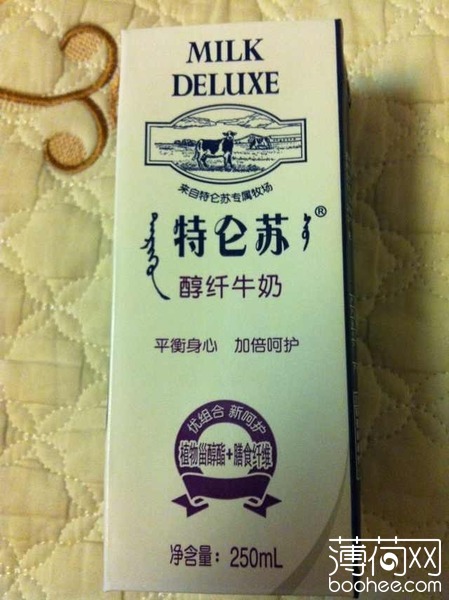 MILK
DELUXE
来自特仑苏专属牧场
特仑苏®
醇纤牛奶
平衡身心 加倍呵护
优组合 新呵护
植物甾醇酯+膳食纤维
净含量：250mL
薄荷网
boohee.com